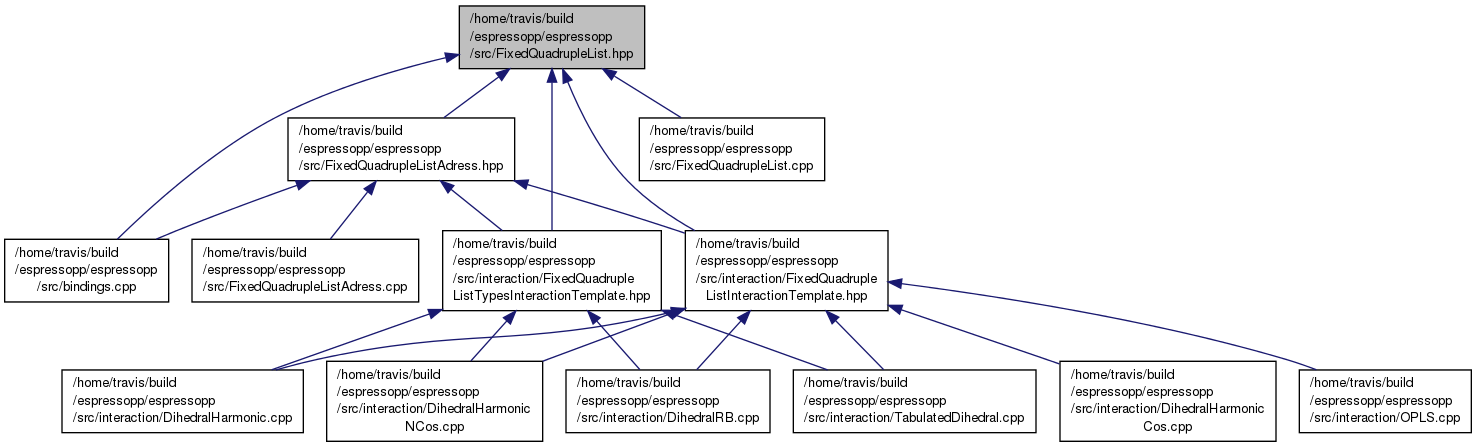 /home/travis/build
/espressopp/espressopp
/src/FixedQuadrupleList.hpp
/home/travis/build
/espressopp/espressopp
/src/FixedQuadrupleListAdress.hpp
/home/travis/build
/espressopp/espressopp
/src/FixedQuadrupleList.cpp
/home/travis/build
/espressopp/espressopp
/src/bindings.cpp
/home/travis/build
/espressopp/espressopp
/src/FixedQuadrupleListAdress.cpp
/home/travis/build
/espressopp/espressopp
/src/interaction/FixedQuadruple
ListTypesInteractionTemplate.hpp
/home/travis/build
/espressopp/espressopp
/src/interaction/FixedQuadruple
ListInteractionTemplate.hpp
/home/travis/build
/espressopp/espressopp
/src/interaction/DihedralHarmonic.cpp
/home/travis/build
/espressopp/espressopp
/src/interaction/DihedralHarmonic
NCos.cpp
/home/travis/build
/espressopp/espressopp
/src/interaction/DihedralRB.cpp
/home/travis/build
/espressopp/espressopp
/src/interaction/TabulatedDihedral.cpp
/home/travis/build
/espressopp/espressopp
/src/interaction/DihedralHarmonic
Cos.cpp
/home/travis/build
/espressopp/espressopp
/src/interaction/OPLS.cpp